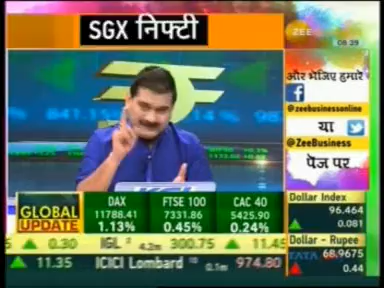 SGX निफ्टी
ZEE
08:39
और भेजिए हमारे
@zeebusinessonline
या
@ZeeBusiness
पेज पर
GLOBAL
UPDATE
DAX
11788.41
1.13%
FTSE 100
7331.86
0.45%
CAC 40
5425.90
0.24%
Dollar Index
96.464
0.081
Dollar - Rupee
68.9675
0.44
0.30 IGL 4.2m 300.75 11.45
11.35 ICICI Lombard 0.1m 974.80